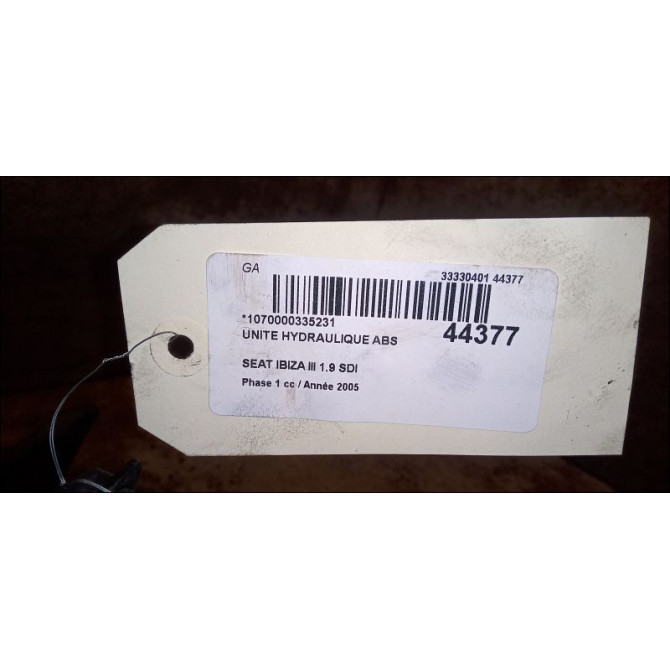 GA
33330401 44377
*1070000335231
44377
UNITE HYDRAULIQUE ABS
SEAT IBIZA III 1.9 SDI
Phase 1 cc / Année 2005